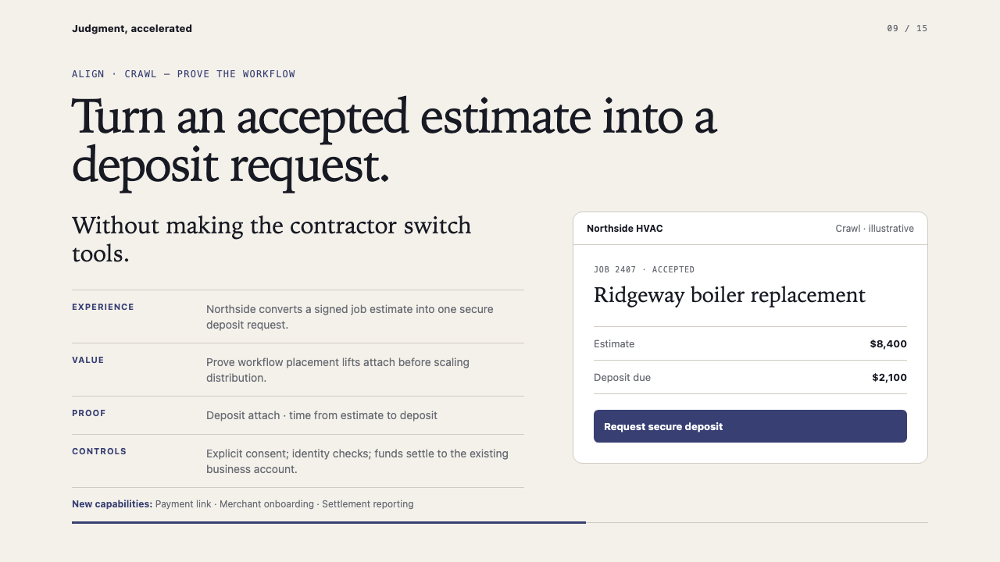 Judgment, accelerated
09 / 15
ALIGN · CRAWL — PROVE THE WORKFLOW
Turn an accepted estimate into a
deposit request.
Without making the contractor switch
tools.
EXPERIENCE
Northside converts a signed job estimate into one secure
deposit request.
VALUE
Prove workflow placement lifts attach before scaling
distribution.
PROOF
Deposit attach · time from estimate to deposit
CONTROLS
Explicit consent; identity checks; funds settle to the existing
business account.
New capabilities: Payment link · Merchant onboarding · Settlement reporting
Northside HVAC
Crawl · illustrative
JOB 2407 · ACCEPTED
Ridgeway boiler replacement
Estimate
$8,400
Deposit due
$2,100
Request secure deposit